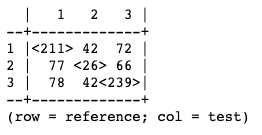 |   1   2   3 |
--+-------------+
1 |<211> 42  72 |
2 |  77 <26> 66 |
3 |  78  42<239>|
--+-------------+
(row = reference; col = test)